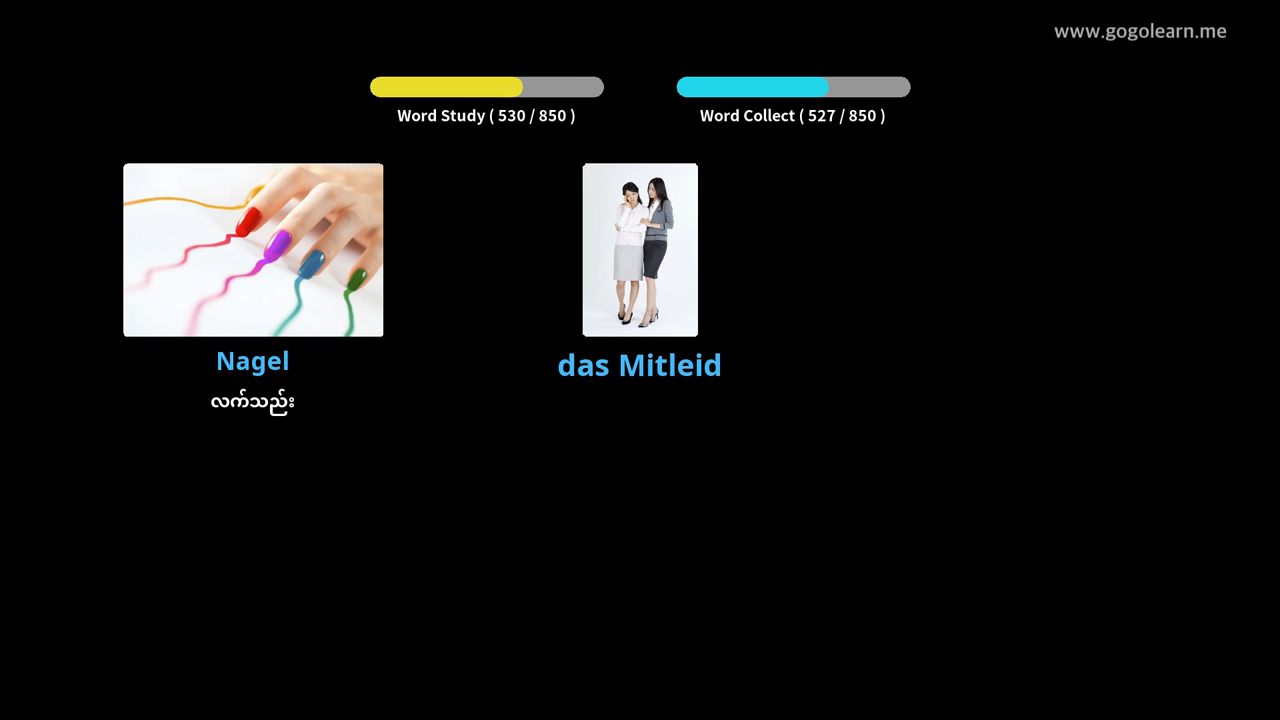 www.gogolearn.me
Word Study ( 530 / 850 )
Word Collect ( 527 / 850 )
Nagel
လက်သည်း
das Mitleid